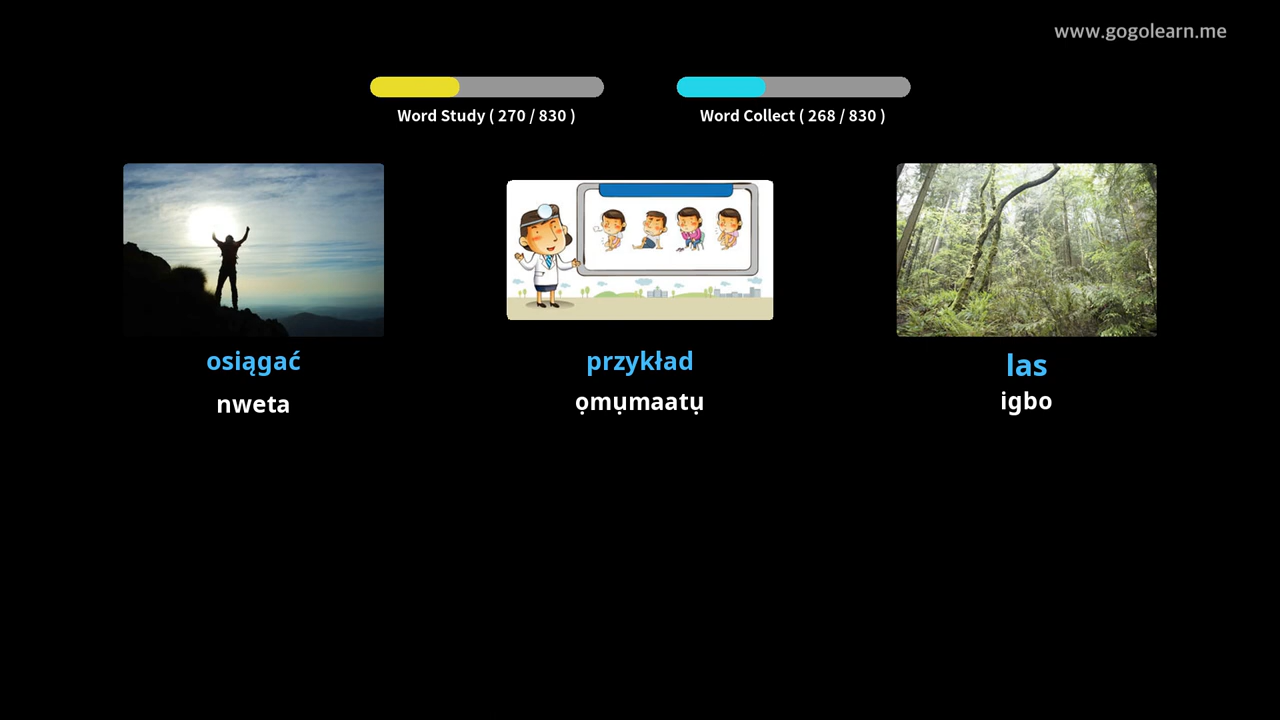 www.gogolearn.me
Word Study ( 270 / 830 )
Word Collect ( 268 / 830 )
osiągać
przykład
las
nweta
ọmụmaatụ
igbo